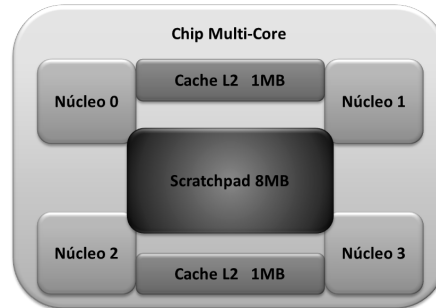 Chip Multi-Core
Cache L2 1MB
Núcleo 0
Núcleo 1
Scratchpad 8MB
Núcleo 2
Núcleo 3
Cache L2 1MB